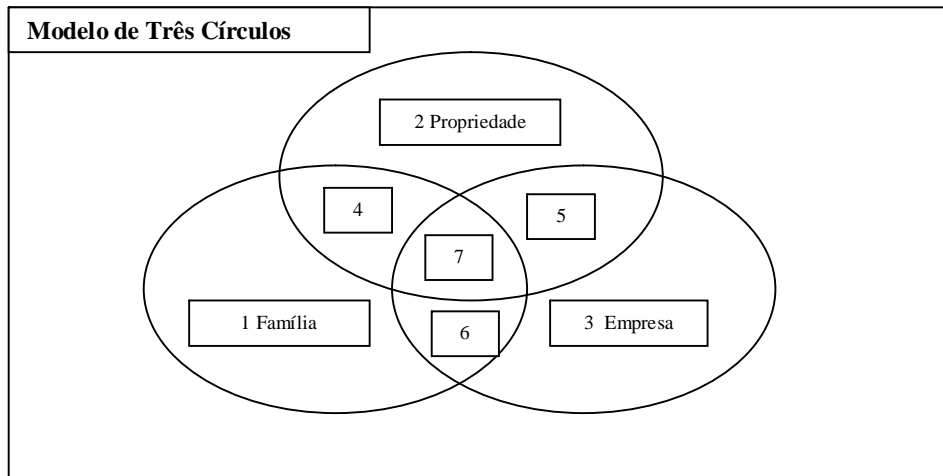 Modelo de Três Círculos
2 Propriedade
4
5
7
1 Família
6
3 Empresa